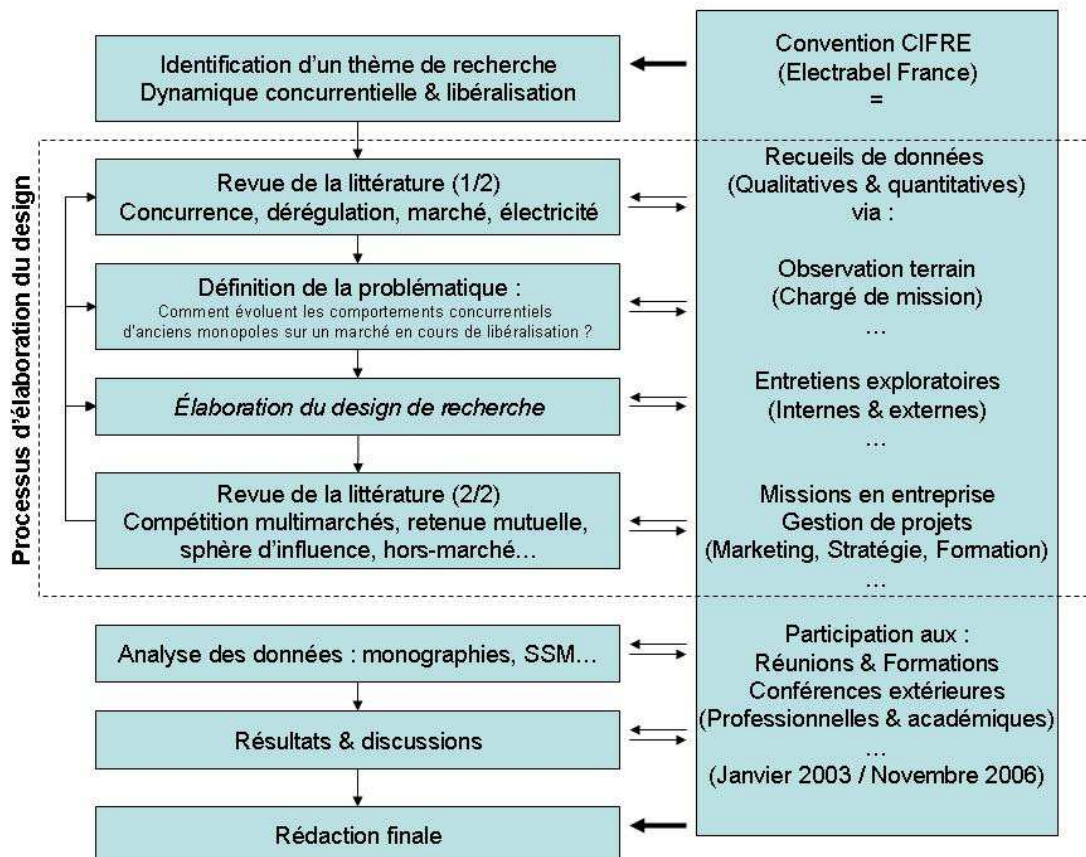 Identification d'un thème de recherche
Dynamique concurrentielle & libéralisation
Processus d'élaboration du design
Revue de la littérature (1/2)
Concurrence, dérégulation, marché, électricité
Définition de la problématique :
Comment évoluent les comportements concurrentiels
d'anciens monopoles sur un marché en cours de libéralisation ?
Élaboration du design de recherche
Revue de la littérature (2/2)
Compétition multimarchés, retenue mutuelle,
sphère d'influence, hors-marché…
Analyse des données : monographies, SSM…
Résultats & discussions
Rédaction finale
Convention CIFRE
(Electrabel France)
=
Recueils de données
(Qualitatives & quantitatives)
via :
Observation terrain
(Chargé de mission)
…
Entretiens exploratoires
(Internes & externes)
…
Missions en entreprise
Gestion de projets
(Marketing, Stratégie, Formation)
…
Participation aux :
Réunions & Formations
Conférences extérieures
(Professionnelles & académiques)
…
(Janvier 2003 / Novembre 2006)